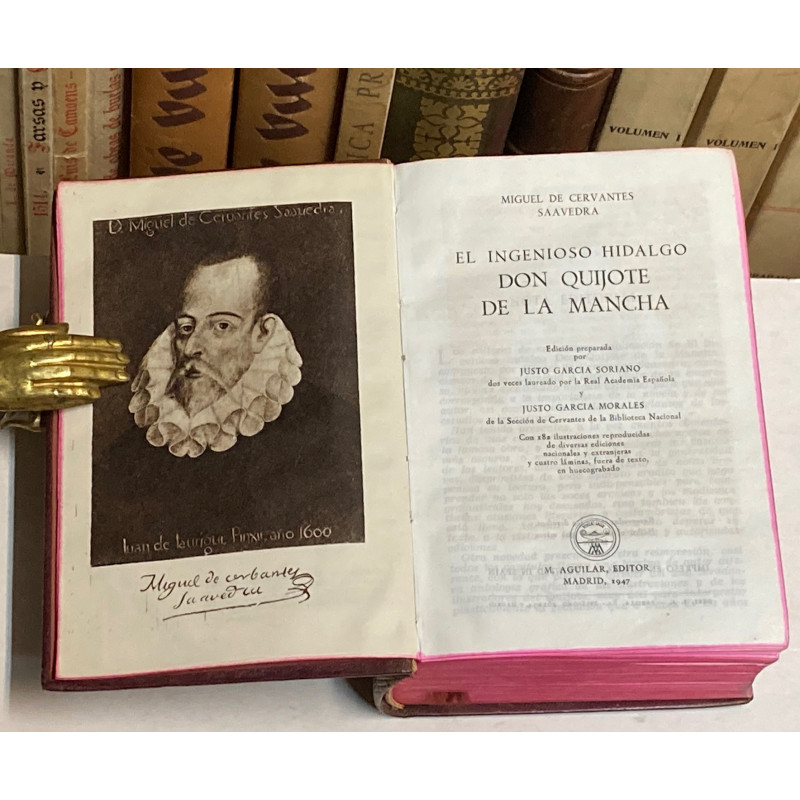 Farsas y
1514
VOLUMEN I
VOLUMEN I
D. Miguel de Cervantes Saavedra.
Iuan de Iaurigui Pinxit, año 1600
Miguel de cerbantes
saavedra
MIGUEL DE CERVANTES
SAAVEDRA
EL INGENIOSO HIDALGO
DON QUIJOTE
DE LA MANCHA
Edición preparada
por
JUSTO GARCIA SORIANO
dos veces laureado por la Real Academia Española
y
JUSTO GARCIA MORALES
de la Sección de Cervantes de la Biblioteca Nacional
Con 182 ilustraciones reproducidas
de diversas ediciones
nacionales y extranjeras
y cuatro láminas, fuera de texto,
en huecograbado
M. AGUILAR, EDITOR
MADRID, 1947